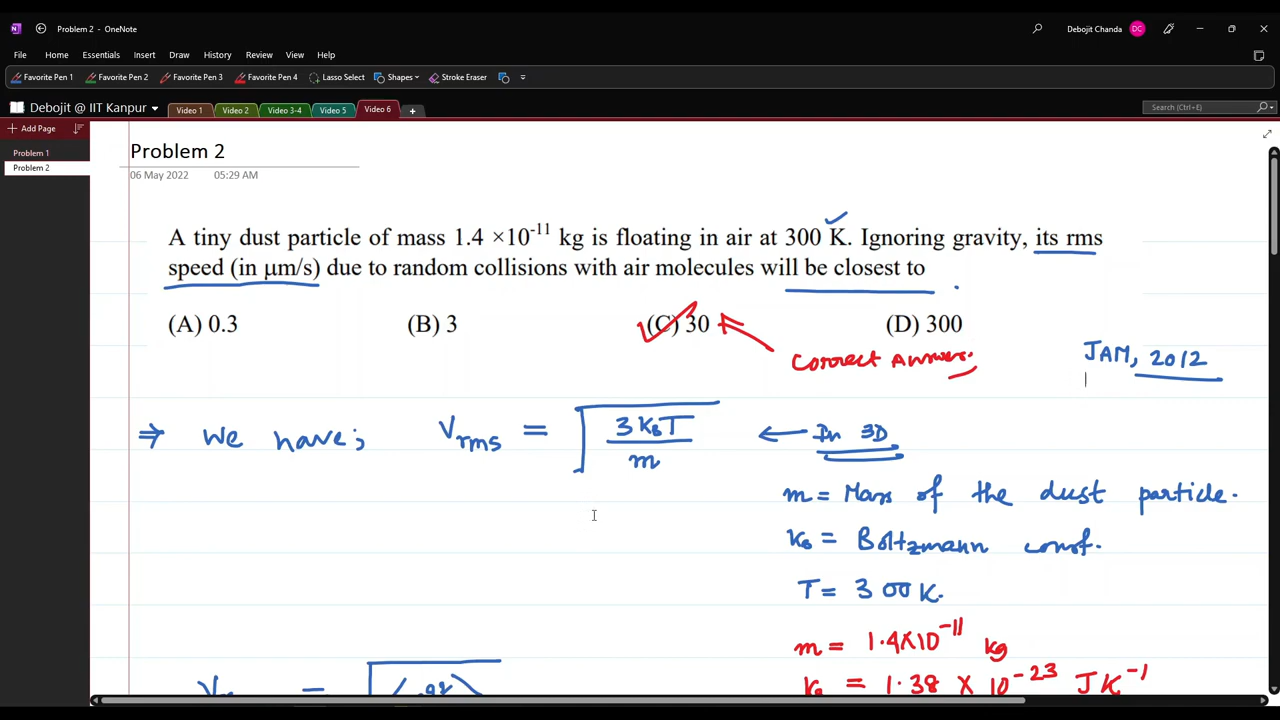 Problem 2 - OneNote
Debojit Chanda DC
File Home Essentials Insert Draw History Review View Help
Favorite Pen 1 Favorite Pen 2 Favorite Pen 3 Favorite Pen 4 Lasso Select Shapes Stroke Eraser
Debojit @ IIT Kanpur Video 1 Video 2 Video 3-4 Video 5 Video 6 Search (Ctrl+E)
Add Page
Problem 1
Problem 2
Problem 2
06 May 2022 05:29 AM
A tiny dust particle of mass 1.4 ×10⁻¹¹ kg is floating in air at 300 K. Ignoring gravity, its rms
speed (in μm/s) due to random collisions with air molecules will be closest to
(A) 0.3 (B) 3 (C) 30 (D) 300
Correct Answer.
JAM, 2012
⇒ We have; Vrms = √(3 KBT / m) ← In 3D
m = Mass of the dust particle.
KB = Boltzmann const.
T = 300 K.
m = 1.4×10⁻¹¹ kg
KB = 1.38 × 10⁻²³ JK⁻¹